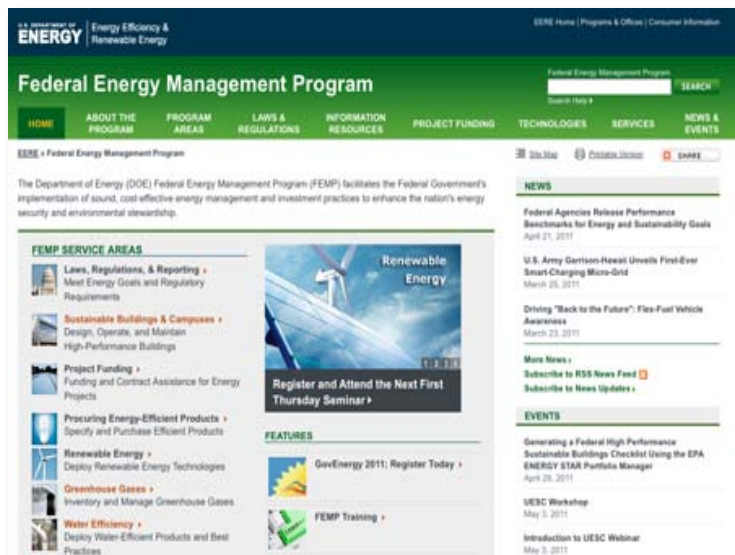 U.S. DEPARTMENT OF
ENERGY
Energy Efficiency &
Renewable Energy
EERE Home | Programs & Offices | Consumer Information
Federal Energy Management Program
Federal Energy Management Program
SEARCH
Search Help
HOME
ABOUT THE
PROGRAM
PROGRAM
AREAS
LAWS &
REGULATIONS
INFORMATION
RESOURCES
PROJECT FUNDING
TECHNOLOGIES
SERVICES
NEWS &
EVENTS
EERE » Federal Energy Management Program
Site Map
Printable Version
SHARE
The Department of Energy (DOE) Federal Energy Management Program (FEMP) facilitates the Federal Government's
implementation of sound, cost-effective energy management and investment practices to enhance the nation's energy
security and environmental stewardship.
FEMP SERVICE AREAS
Laws, Regulations, & Reporting
Meet Energy Goals and Regulatory
Requirements
Sustainable Buildings & Campuses
Design, Operate, and Maintain
High-Performance Buildings
Project Funding
Funding and Contract Assistance for Energy
Projects
Procuring Energy-Efficient Products
Specify and Purchase Efficient Products
Renewable Energy
Deploy Renewable Energy Technologies
Greenhouse Gases
Inventory and Manage Greenhouse Gases
Water Efficiency
Deploy Water-Efficient Products and Best
Practices
Renewable
Energy
1 2 3 4
Register and Attend the Next First
Thursday Seminar
FEATURES
GovEnergy 2011: Register Today
FEMP Training
NEWS
Federal Agencies Release Performance
Benchmarks for Energy and Sustainability Goals
April 21, 2011
U.S. Army Garrison-Hawaii Unveils First-Ever
Smart-Charging Micro-Grid
March 25, 2011
Driving "Back to the Future": Flex-Fuel Vehicle
Awareness
March 23, 2011
More News
Subscribe to RSS News Feed
Subscribe to News Updates
EVENTS
Generating a Federal High Performance
Sustainable Buildings Checklist Using the EPA
ENERGY STAR Portfolio Manager
April 28, 2011
UESC Workshop
May 3, 2011
Introduction to UESC Webinar
May 3, 2011